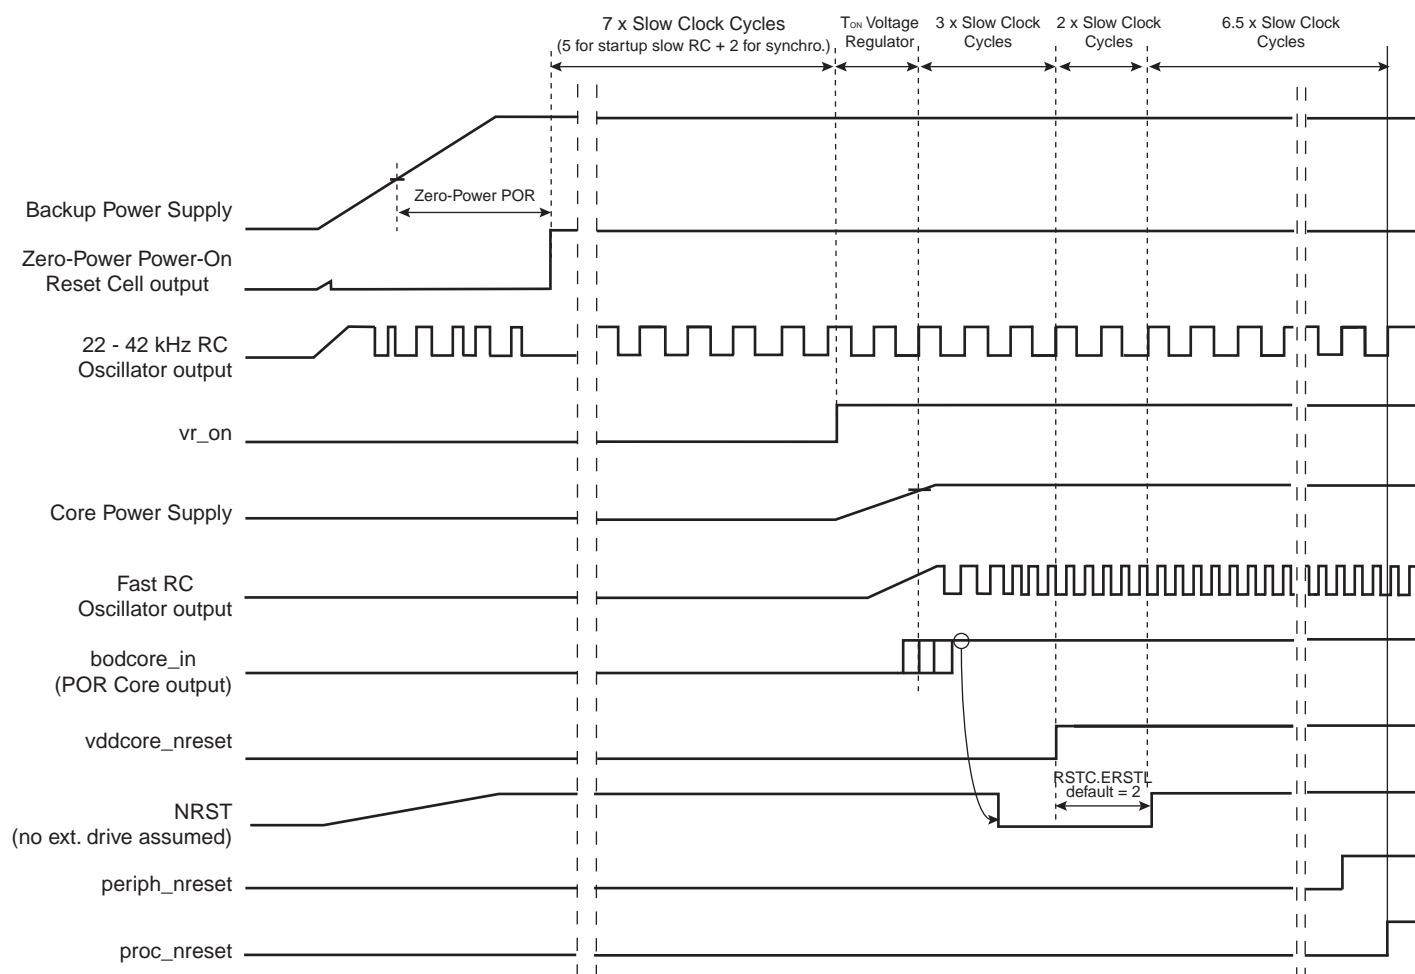 7 x Slow Clock Cycles
(5 for startup slow RC + 2 for synchro.)
TON Voltage
Regulator
3 x Slow Clock
Cycles
2 x Slow Clock
Cycles
6.5 x Slow Clock
Cycles
Zero-Power POR
Backup Power Supply
Zero-Power Power-On
Reset Cell output
22 - 42 kHz RC
Oscillator output
vr_on
Core Power Supply
Fast RC
Oscillator output
bodcore_in
(POR Core output)
vddcore_nreset
RSTC.ERSTL
default = 2
NRST
(no ext. drive assumed)
periph_nreset
proc_nreset